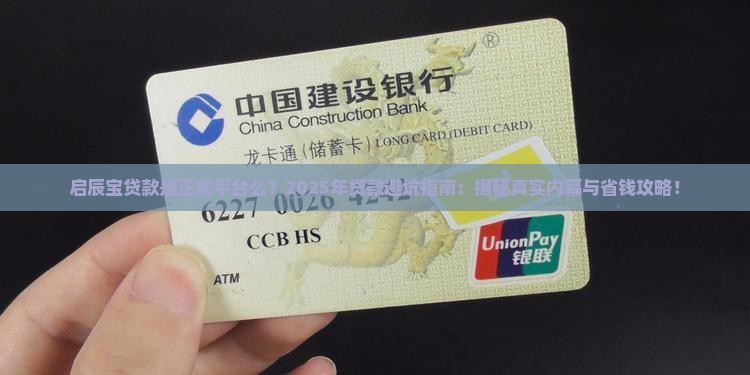 ®
中国建设银行
China Construction Bank
龙卡通(储蓄卡) LONG CARD (DEBIT CARD)
启辰宝贷款是正规平台么？2025年贷款避坑指南：揭秘真实内幕与省钱攻略！
6227 0026
CCB HS
UnionPay
银联
ATM